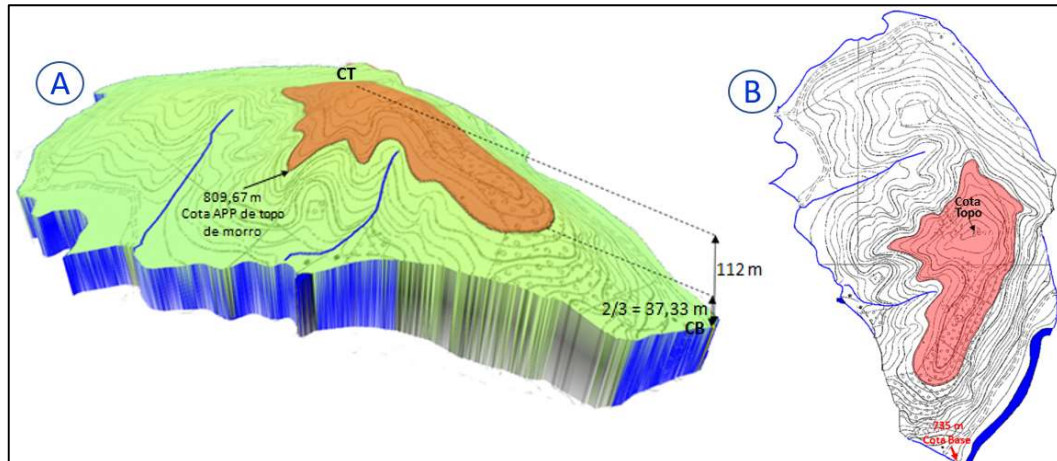 A
CT
809,67 m
Cota APP de topo
de morro
112 m
2/3 = 37,33 m
CB
B
Cota
Topo
735 m
Cota Base